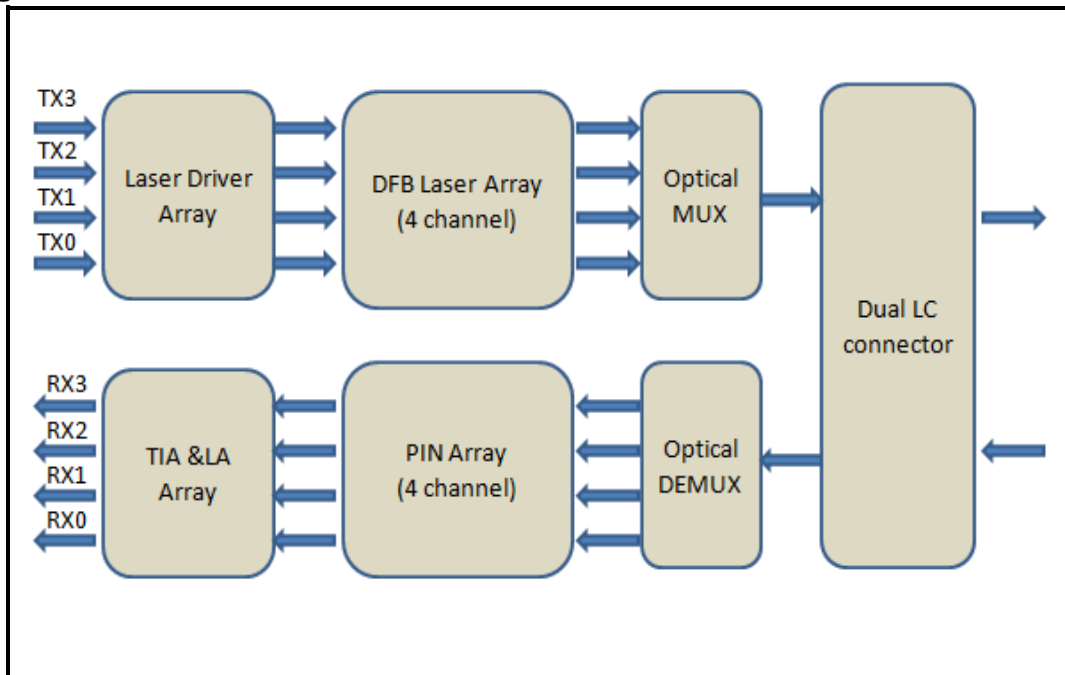 TX3
TX2
TX1
TX0
Laser Driver
Array
DFB Laser Array
(4 channel)
Optical
MUX
Dual LC
connector
RX3
RX2
RX1
RX0
TIA &LA
Array
PIN Array
(4 channel)
Optical
DEMUX